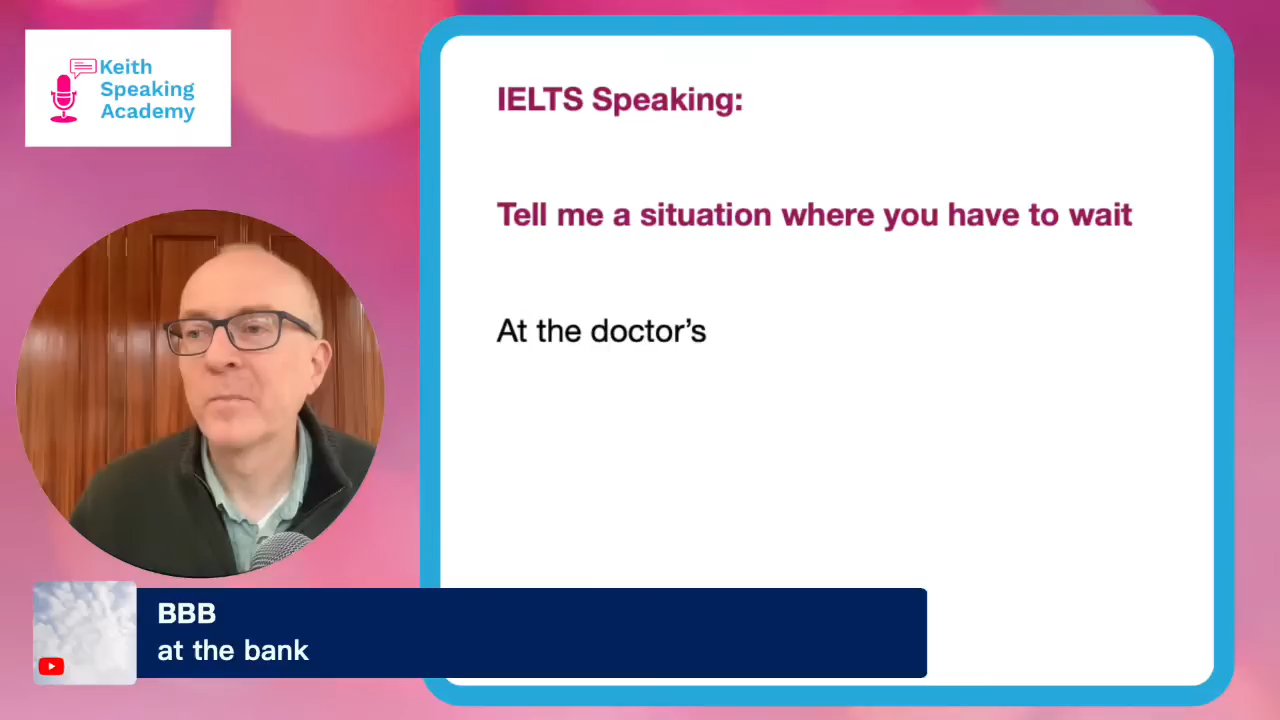 Keith
Speaking
Academy
IELTS Speaking:
Tell me a situation where you have to wait
At the doctor’s
BBB
at the bank